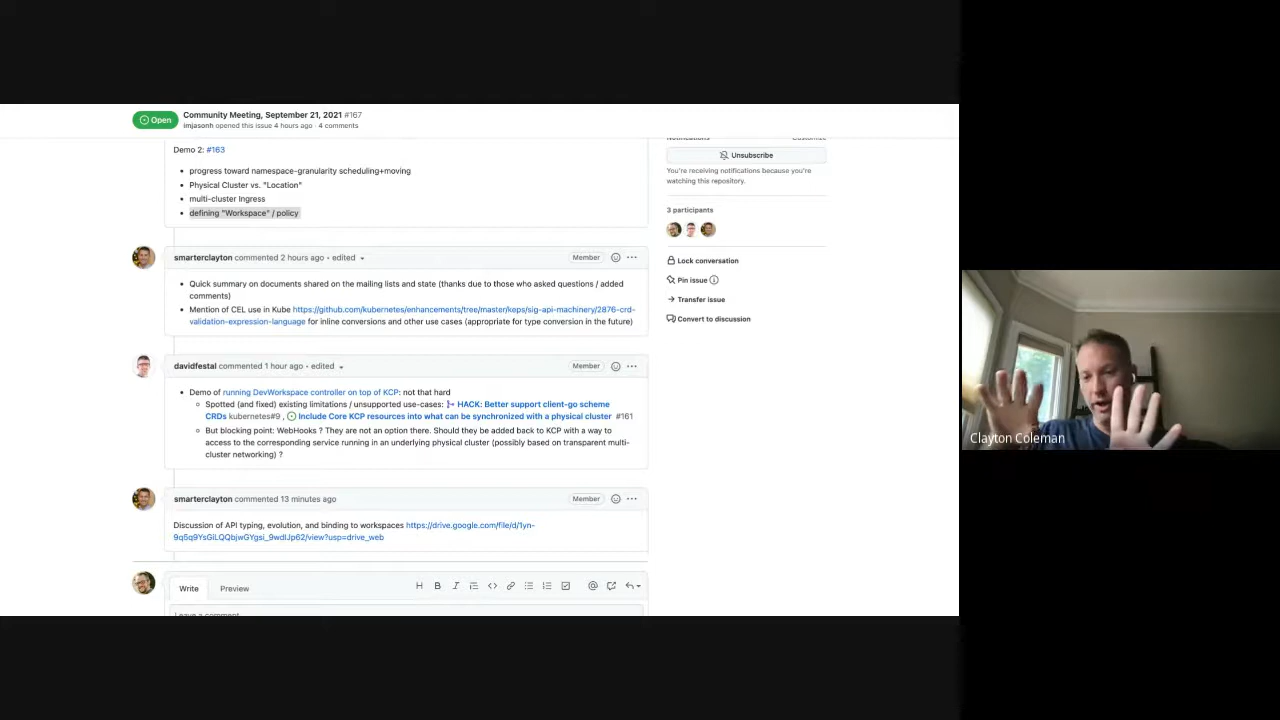 Open
Community Meeting, September 21, 2021 #167
imjasonh opened this issue 4 hours ago · 4 comments
Demo 2: #163
progress toward namespace-granularity scheduling+moving
Physical Cluster vs. "Location"
multi-cluster Ingress
defining "Workspace" / policy
Notifications
Customize
Unsubscribe
You're receiving notifications because you're
watching this repository.
3 participants
Lock conversation
Pin issue
Transfer issue
Convert to discussion
smarterclayton commented 2 hours ago • edited
Member
Quick summary on documents shared on the mailing lists and state (thanks due to those who asked questions / added
comments)
Mention of CEL use in Kube https://github.com/kubernetes/enhancements/tree/master/keps/sig-api-machinery/2876-crd-
validation-expression-language for inline conversions and other use cases (appropriate for type conversion in the future)
davidfestal commented 1 hour ago • edited
Member
Demo of running DevWorkspace controller on top of KCP: not that hard
Spotted (and fixed) existing limitations / unsupported use-cases: HACK: Better support client-go scheme
CRDs kubernetes#9 , Include Core KCP resources into what can be synchronized with a physical cluster #161
But blocking point: WebHooks ? They are not an option there. Should they be added back to KCP with a way to
access to the corresponding service running in an underlying physical cluster (possibly based on transparent multi-
cluster networking) ?
smarterclayton commented 13 minutes ago
Member
Discussion of API typing, evolution, and binding to workspaces https://drive.google.com/file/d/1yn-
9q5q9YsGiLQQbjwGYgsi_9wdIJp62/view?usp=drive_web
Write
Preview
Leave a comment
Clayton Coleman